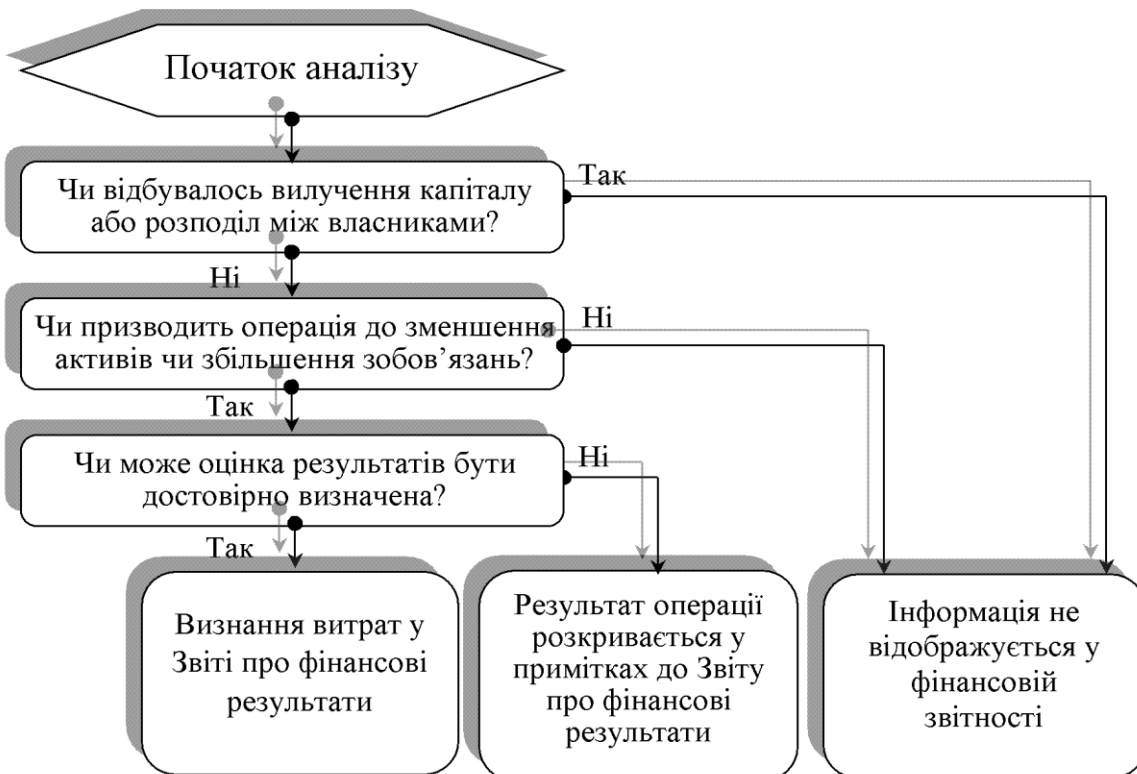 Початок аналізу
Чи відбувалось вилучення капіталу
або розподіл між власниками?
Так
Ні
Чи призводить операція до зменшення
активів чи збільшення зобов’язань?
Ні
Так
Чи може оцінка результатів бути
достовірно визначена?
Ні
Так
Визнання витрат у
Звіті про фінансові
результати
Результат операції
розкривається у
примітках до Звіту
про фінансові
результати
Інформація не
відображується у
фінансовій
звітності